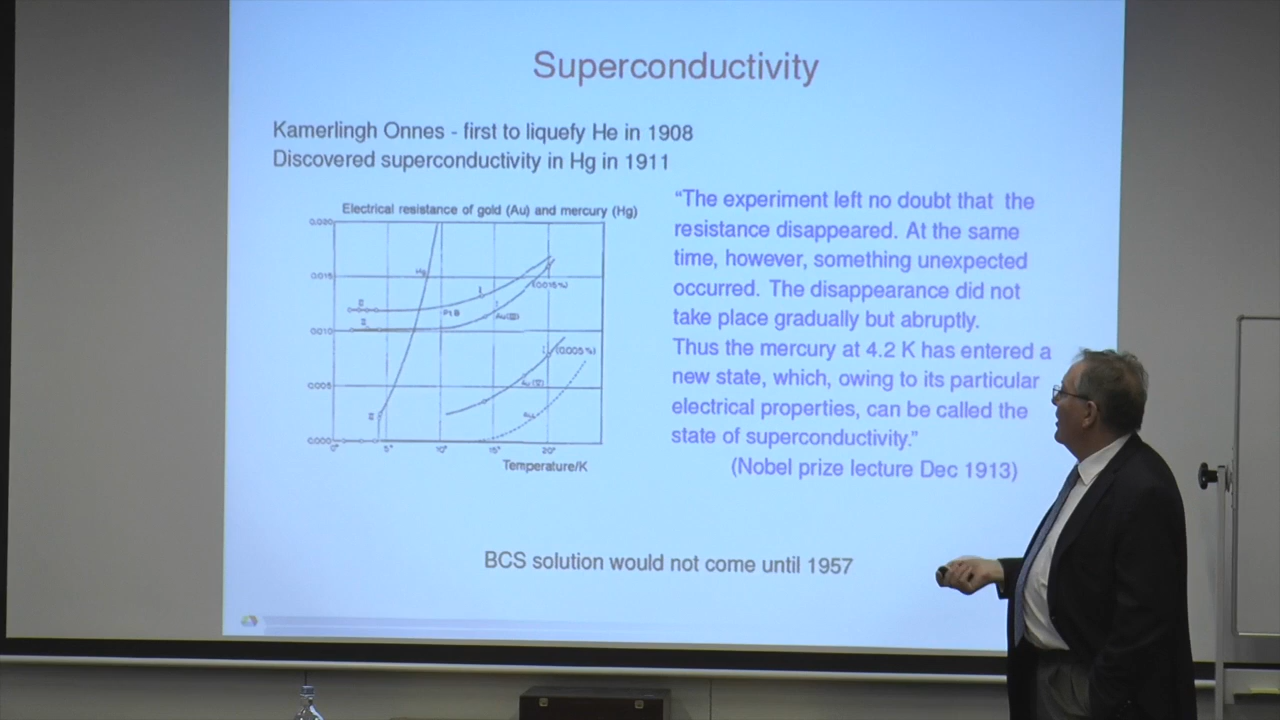 Superconductivity
Kamerlingh Onnes - first to liquefy He in 1908
Discovered superconductivity in Hg in 1911
Electrical resistance of gold (Au) and mercury (Hg)
0.020
0.015
0.010
0.005
0.000
Hg
Pt B
(0.015 %)
(0.005 %)
0°
5°
10°
15°
20°
Temperature/K
“The experiment left no doubt that the
resistance disappeared. At the same
time, however, something unexpected
occurred. The disappearance did not
take place gradually but abruptly.
Thus the mercury at 4.2 K has entered a
new state, which, owing to its particular
electrical properties, can be called the
state of superconductivity.”
(Nobel prize lecture Dec 1913)
BCS solution would not come until 1957